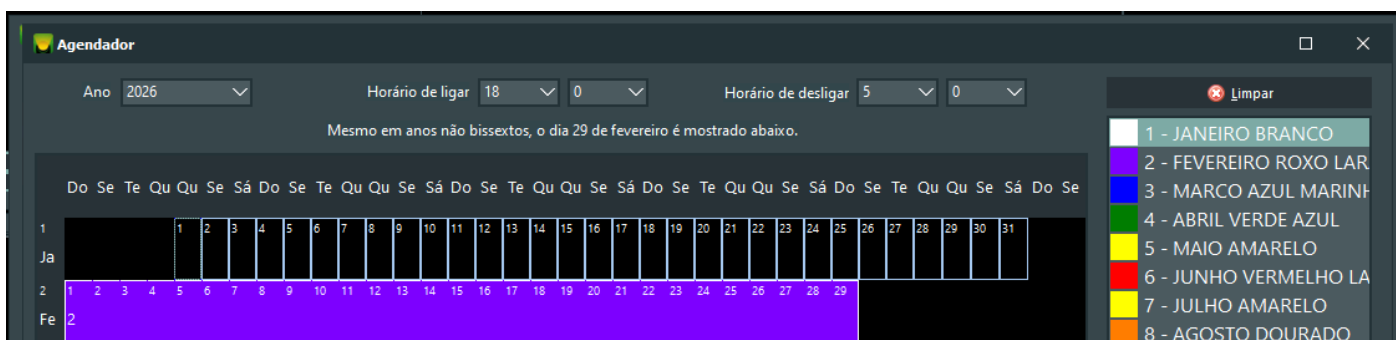 Agendador
Ano 2026 Horário de ligar 18 0 Horário de desligar 5 0 Limpar
Mesmo em anos não bissextos, o dia 29 de fevereiro é mostrado abaixo.
Do Se Te Qu Qu Se Sá Do Se Te Qu Qu Se Sá Do Se Te Qu Qu Se Sá Do Se Te Qu Qu Se Sá Do Se Te Qu Qu Se Sá Do Se
1 1 2 3 4 5 6 7 8 9 10 11 12 13 14 15 16 17 18 19 20 21 22 23 24 25 26 27 28 29 30 31
Ja
2 1 2 3 4 5 6 7 8 9 10 11 12 13 14 15 16 17 18 19 20 21 22 23 24 25 26 27 28 29
Fe 2
1 - JANEIRO BRANCO
2 - FEVEREIRO ROXO LAR
3 - MARCO AZUL MARINH
4 - ABRIL VERDE AZUL
5 - MAIO AMARELO
6 - JUNHO VERMELHO LA
7 - JULHO AMARELO
8 - AGOSTO DOURADO